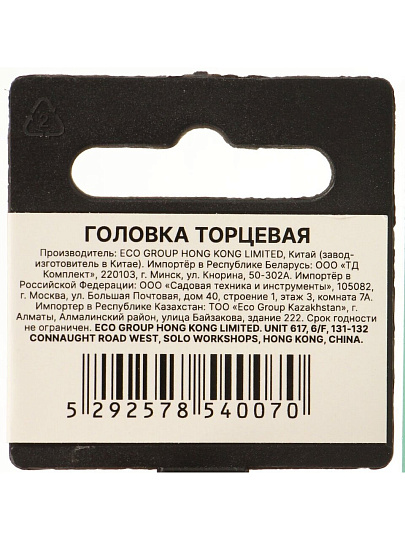 2
ГОЛОВКА ТОРЦЕВАЯ
Производитель: ECO GROUP HONG KONG LIMITED, Китай (завод-
изготовитель в Китае). Импортёр в Республике Беларусь: ООО «ТД
Комплект», 220103, г. Минск, ул. Кнорина, 50-302А. Импортёр в
Российской Федерации: ООО «Садовая техника и инструменты», 105082,
г. Москва, ул. Большая Почтовая, дом 40, строение 1, этаж 3, комната 7А.
Импортер в Республике Казахстан: ТОО «Eco Group Kazakhstan», г.
Алматы, Алмалинский район, улица Байзакова, здание 222. Срок годности
не ограничен. ECO GROUP HONG KONG LIMITED. UNIT 617, 6/F, 131-132
CONNAUGHT ROAD WEST, SOLO WORKSHOPS, HONG KONG, CHINA.
5 292578 540070